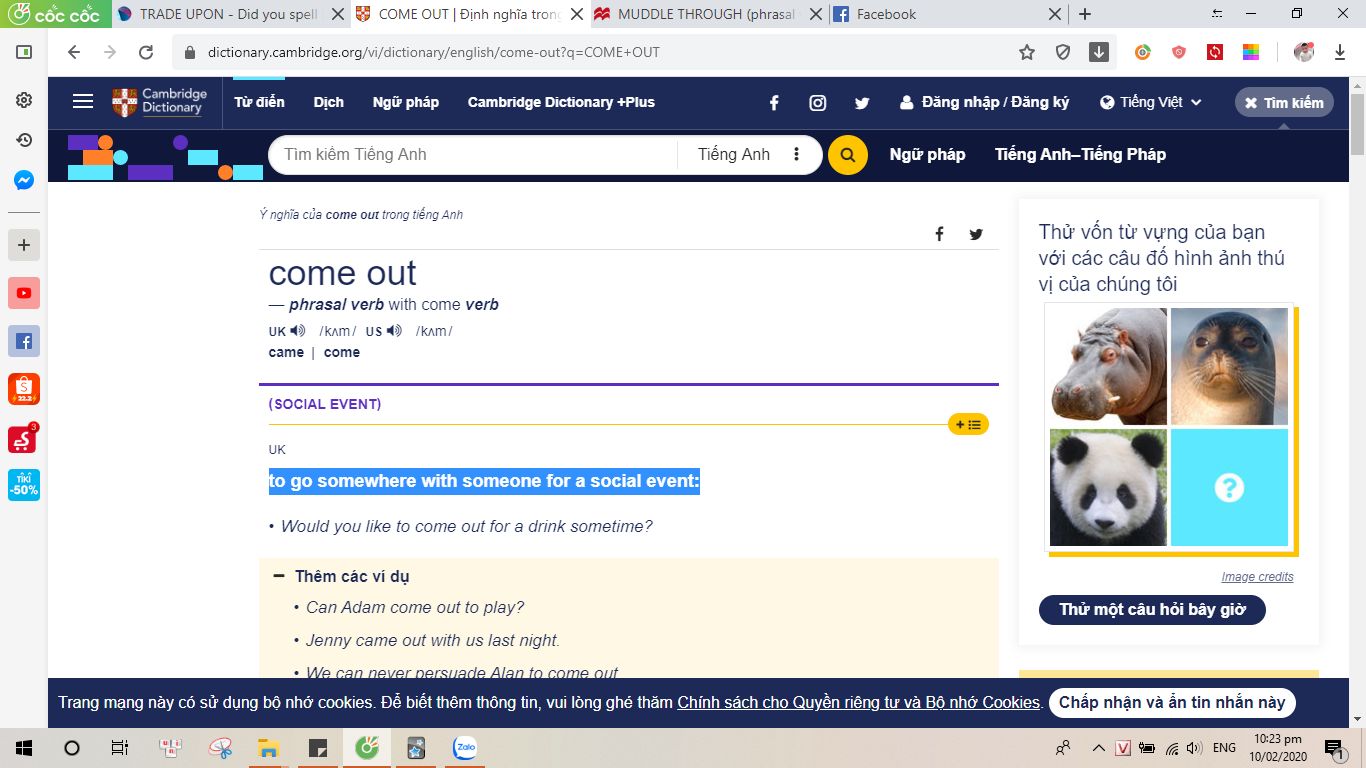 cốc cốc
TRADE UPON - Did you spell
COME OUT | Định nghĩa tron
MUDDLE THROUGH (phrasal
Facebook
dictionary.cambridge.org/vi/dictionary/english/come-out?q=COME+OUT
Cambridge Dictionary
Từ điển
Dịch
Ngữ pháp
Cambridge Dictionary +Plus
Đăng nhập / Đăng ký
Tiếng Việt
Tìm kiếm
Tìm kiếm Tiếng Anh
Tiếng Anh
Ngữ pháp
Tiếng Anh–Tiếng Pháp
Ý nghĩa của come out trong tiếng Anh
come out
— phrasal verb with come verb
UK /kʌm/ US /kʌm/
came | come
(SOCIAL EVENT)
UK
to go somewhere with someone for a social event:
• Would you like to come out for a drink sometime?
Thêm các ví dụ
• Can Adam come out to play?
• Jenny came out with us last night.
• We can never persuade Alan to come out
Thử vốn từ vựng của bạn
với các câu đố hình ảnh thú
vị của chúng tôi
?
Image credits
Thử một câu hỏi bây giờ
Trang mạng này có sử dụng bộ nhớ cookies. Để biết thêm thông tin, vui lòng ghé thăm Chính sách cho Quyền riêng tư và Bộ nhớ Cookies.
Chấp nhận và ẩn tin nhắn này
22.2
3
TIKI
-50%
Zalo
V
ENG
10:23 pm
10/02/2020
1